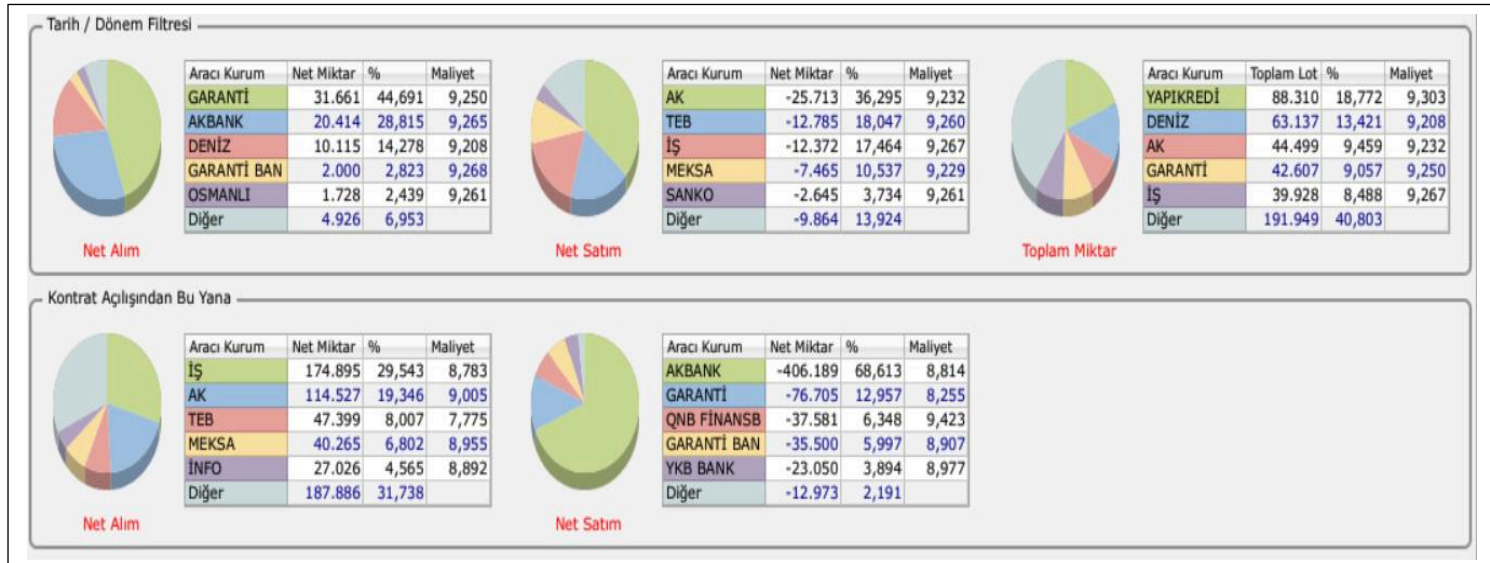 Tarih / Dönem Filtresi
Aracı Kurum Net Miktar % Maliyet
GARANTİ 31.661 44,691 9,250
AKBANK 20.414 28,815 9,265
DENİZ 10.115 14,278 9,208
GARANTİ BAN 2.000 2,823 9,268
OSMANLI 1.728 2,439 9,261
Diğer 4.926 6,953
Net Alım
Aracı Kurum Net Miktar % Maliyet
AK -25.713 36,295 9,232
TEB -12.785 18,047 9,260
İŞ -12.372 17,464 9,267
MEKSA -7.465 10,537 9,229
SANKO -2.645 3,734 9,261
Diğer -9.864 13,924
Net Satım
Aracı Kurum Toplam Lot % Maliyet
YAPIKREDİ 88.310 18,772 9,303
DENİZ 63.137 13,421 9,208
AK 44.499 9,459 9,232
GARANTİ 42.607 9,057 9,250
İŞ 39.928 8,488 9,267
Diğer 191.949 40,803
Toplam Miktar
Kontrat Açılışından Bu Yana
Aracı Kurum Net Miktar % Maliyet
İŞ 174.895 29,543 8,783
AK 114.527 19,346 9,005
TEB 47.399 8,007 7,775
MEKSA 40.265 6,802 8,955
İNFO 27.026 4,565 8,892
Diğer 187.886 31,738
Net Alım
Aracı Kurum Net Miktar % Maliyet
AKBANK -406.189 68,613 8,814
GARANTİ -76.705 12,957 8,255
QNB FİNANSB -37.581 6,348 9,423
GARANTİ BAN -35.500 5,997 8,907
YKB BANK -23.050 3,894 8,977
Diğer -12.973 2,191
Net Satım